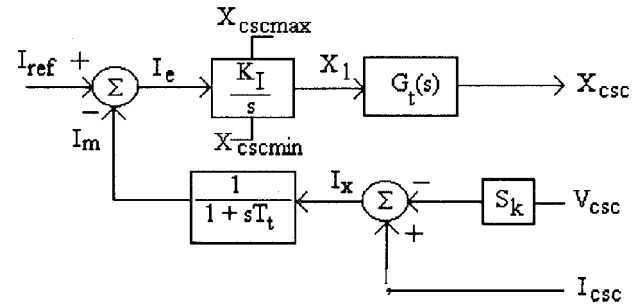 X_cscmax
I_ref + Σ I_e K_I / s X_1 G_t(s) X_csc
−
I_m X_cscmin
1 / 1 + sT_t I_x Σ − S_k V_csc
+
I_csc